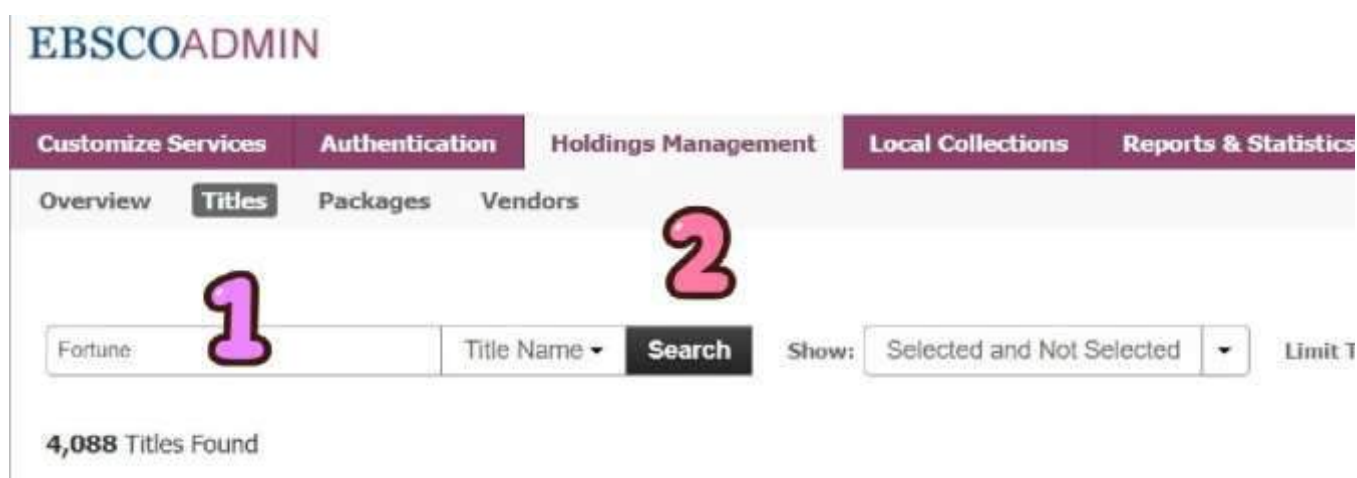 EBSCOADMIN
Customize Services Authentication Holdings Management Local Collections Reports & Statistics
Overview Titles Packages Vendors
1 2
Fortune Title Name Search Show: Selected and Not Selected Limit T
4,088 Titles Found